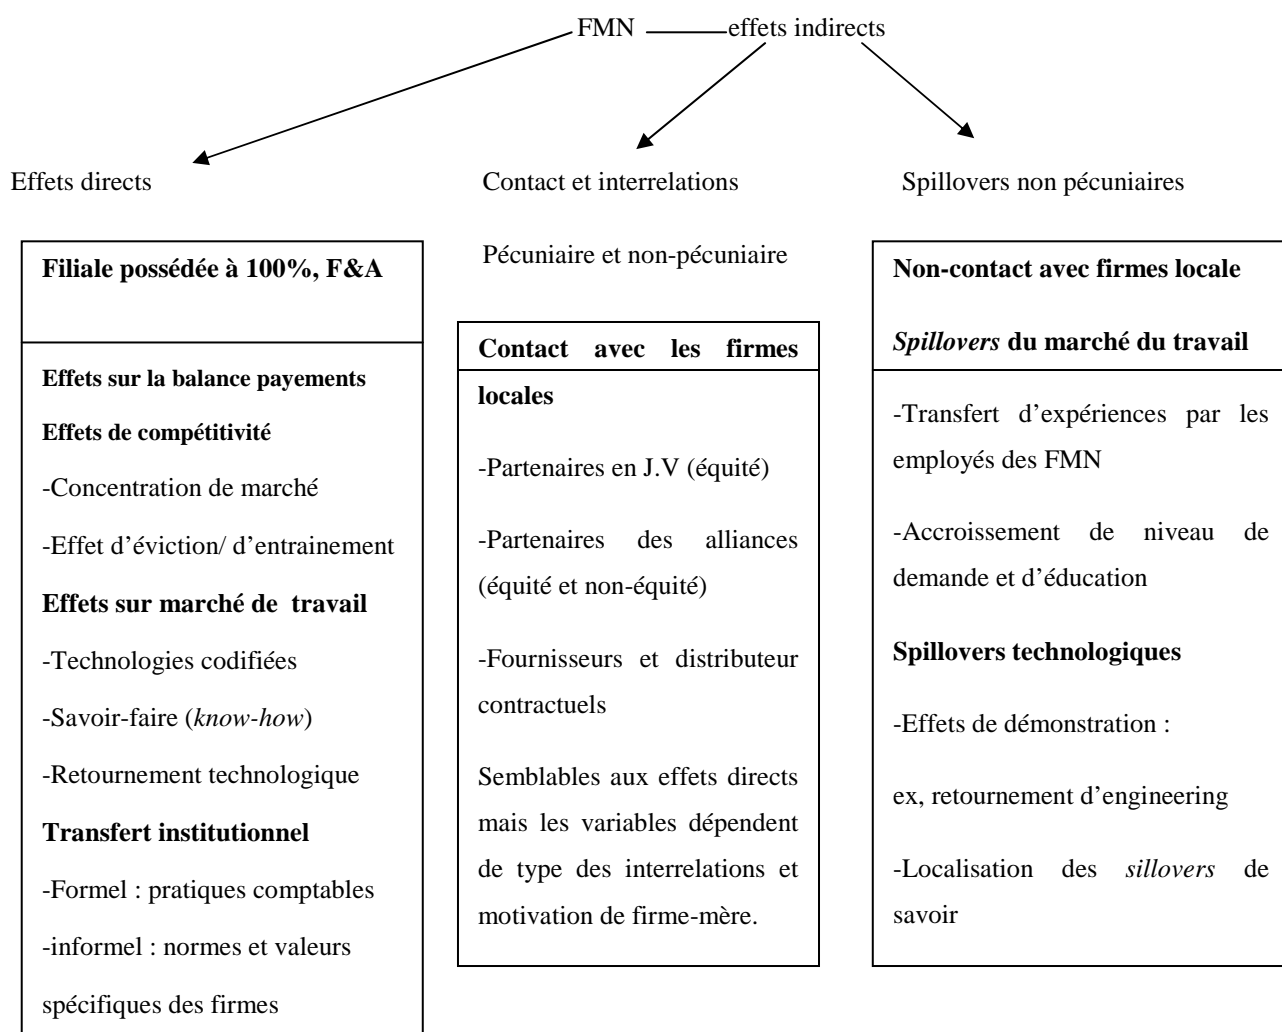 FMN effets indirects
Effets directs
Contact et interrelations
Spillovers non pécuniaires
Pécuniaire et non-pécuniaire
Filiale possédée à 100%, F&A
Effets sur la balance payements
Effets de compétitivité
-Concentration de marché
-Effet d’éviction/ d’entrainement
Effets sur marché de travail
-Technologies codifiées
-Savoir-faire (know-how)
-Retournement technologique
Transfert institutionnel
-Formel : pratiques comptables
-informel : normes et valeurs
spécifiques des firmes
Contact avec les firmes
locales
-Partenaires en J.V (équité)
-Partenaires des alliances
(équité et non-équité)
-Fournisseurs et distributeur
contractuels
Semblables aux effets directs
mais les variables dépendent
de type des interrelations et
motivation de firme-mère.
Non-contact avec firmes locale
Spillovers du marché du travail
-Transfert d’expériences par les
employés des FMN
-Accroissement de niveau de
demande et d’éducation
Spillovers technologiques
-Effets de démonstration :
ex, retournement d’engineering
-Localisation des sillovers de
savoir